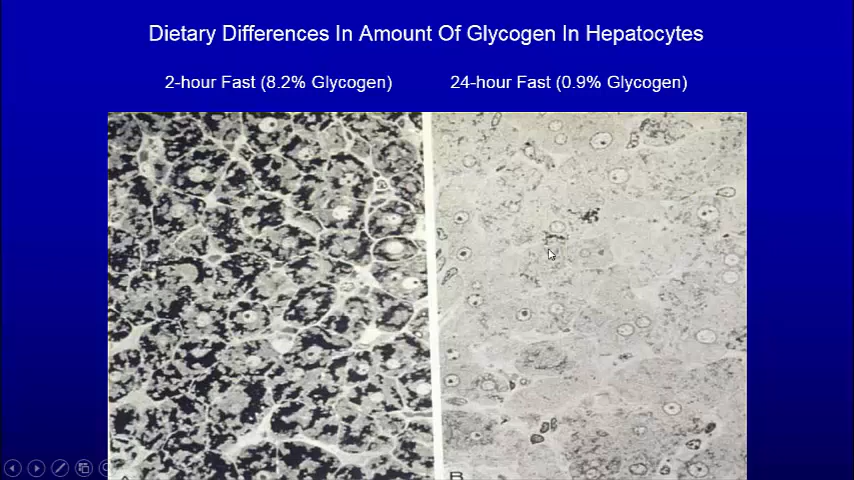 Dietary Differences In Amount Of Glycogen In Hepatocytes
2-hour Fast (8.2% Glycogen)
24-hour Fast (0.9% Glycogen)
A
B